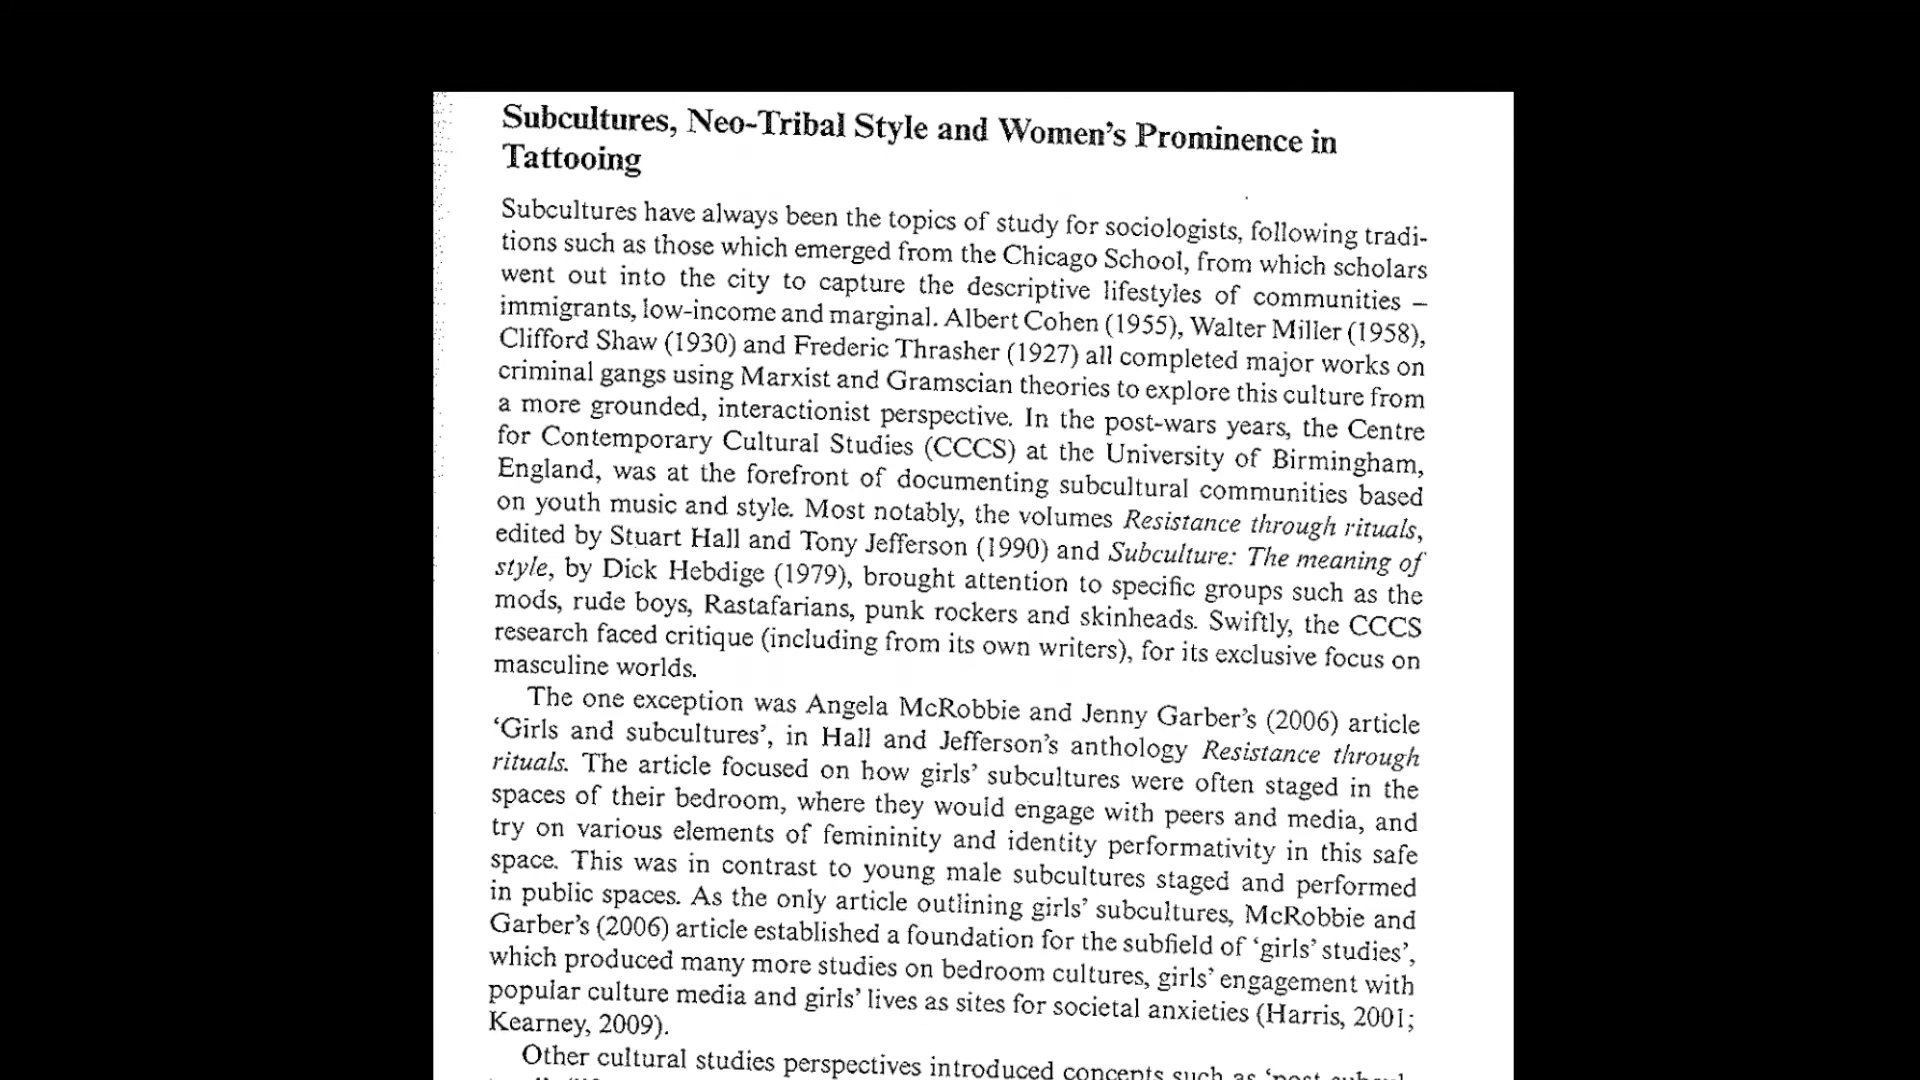 Subcultures, Neo-Tribal Style and Women's Prominence in
Tattooing
Subcultures have always been the topics of study for sociologists, following tradi-
tions such as those which emerged from the Chicago School, from which scholars
went out into the city to capture the descriptive lifestyles of communities –
immigrants, low-income and marginal. Albert Cohen (1955), Walter Miller (1958),
Clifford Shaw (1930) and Frederic Thrasher (1927) all completed major works on
criminal gangs using Marxist and Gramscian theories to explore this culture from
a more grounded, interactionist perspective. In the post-wars years, the Centre
for Contemporary Cultural Studies (CCCS) at the University of Birmingham,
England, was at the forefront of documenting subcultural communities based
on youth music and style. Most notably, the volumes Resistance through rituals,
edited by Stuart Hall and Tony Jefferson (1990) and Subculture: The meaning of
style, by Dick Hebdige (1979), brought attention to specific groups such as the
mods, rude boys, Rastafarians, punk rockers and skinheads. Swiftly, the CCCS
research faced critique (including from its own writers), for its exclusive focus on
masculine worlds.
The one exception was Angela McRobbie and Jenny Garber's (2006) article
'Girls and subcultures', in Hall and Jefferson's anthology Resistance through
rituals. The article focused on how girls' subcultures were often staged in the
spaces of their bedroom, where they would engage with peers and media, and
try on various elements of femininity and identity performativity in this safe
space. This was in contrast to young male subcultures staged and performed
in public spaces. As the only article outlining girls' subcultures, McRobbie and
Garber's (2006) article established a foundation for the subfield of 'girls' studies',
which produced many more studies on bedroom cultures, girls' engagement with
popular culture media and girls' lives as sites for societal anxieties (Harris, 2001;
Kearney, 2009).
Other cultural studies perspectives introduced concepts such as 'post-subcul-